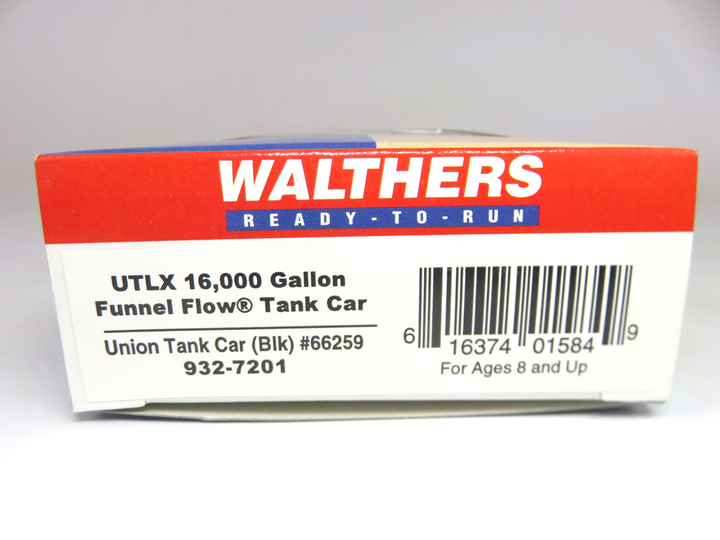 WALTHERS
READY-TO-RUN
UTLX 16,000 Gallon
Funnel Flow® Tank Car
Union Tank Car (Blk) #66259
932-7201
6 16374 01584 9
For Ages 8 and Up